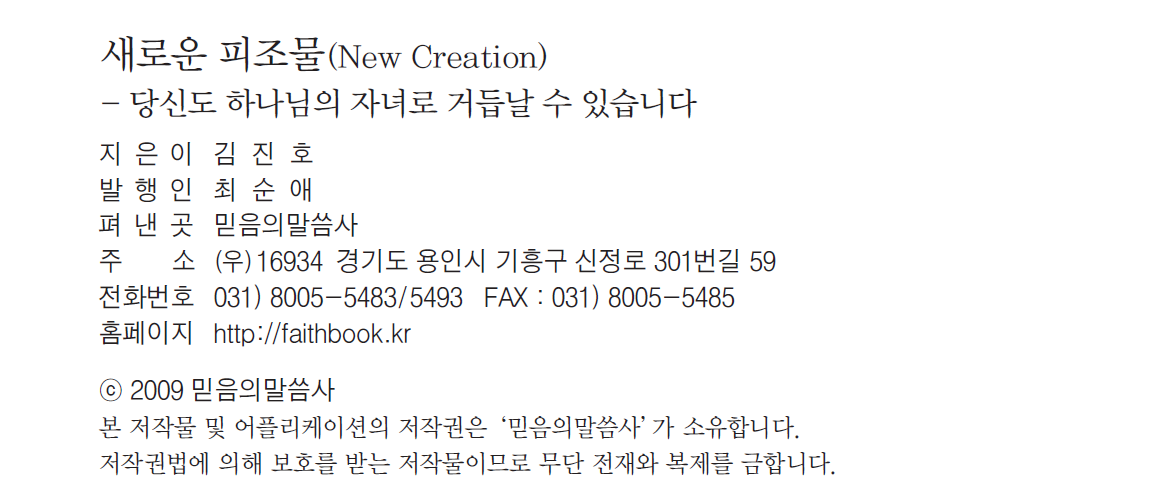 새로운 피조물(New Creation)
- 당신도 하나님의 자녀로 거듭날 수 있습니다
지 은 이 김 진 호
발 행 인 최 순 애
펴 낸 곳 믿음의말씀사
주 소 (우)16934 경기도 용인시 기흥구 신정로 301번길 59
전화번호 031) 8005-5483/5493 FAX : 031) 8005-5485
홈페이지 http://faithbook.kr
ⓒ 2009 믿음의말씀사
본 저작물 및 어플리케이션의 저작권은 ‘믿음의말씀사’가 소유합니다.
저작권법에 의해 보호를 받는 저작물이므로 무단 전재와 복제를 금합니다.